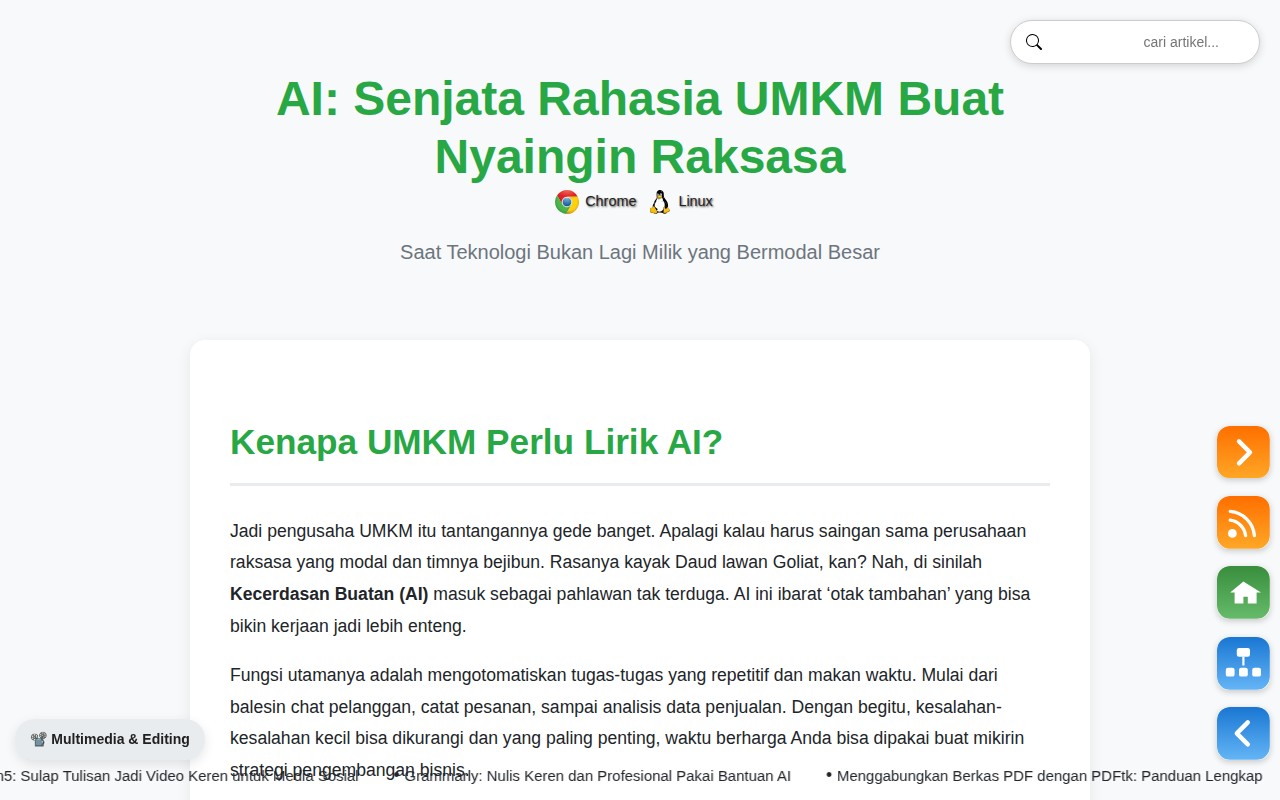 cari artikel...
AI: Senjata Rahasia UMKM Buat
Nyaingin Raksasa
Chrome Linux
Saat Teknologi Bukan Lagi Milik yang Bermodal Besar
Kenapa UMKM Perlu Lirik AI?
Jadi pengusaha UMKM itu tantangannya gede banget. Apalagi kalau harus saingan sama perusahaan
raksasa yang modal dan timnya bejibun. Rasanya kayak Daud lawan Goliat, kan? Nah, di sinilah
Kecerdasan Buatan (AI) masuk sebagai pahlawan tak terduga. AI ini ibarat ‘otak tambahan’ yang bisa
bikin kerjaan jadi lebih enteng.
Fungsi utamanya adalah mengotomatiskan tugas-tugas yang repetitif dan makan waktu. Mulai dari
balesin chat pelanggan, catat pesanan, sampai analisis data penjualan. Dengan begitu, kesalahan-
kesalahan kecil bisa dikurangi dan yang paling penting, waktu berharga Anda bisa dipakai buat mikirin
strategi pengembangan bisnis.
Multimedia & Editing
n5: Sulap Tulisan Jadi Video Keren untuk Media Sosial • Grammarly: Nulis Keren dan Profesional Pakai Bantuan AI • Menggabungkan Berkas PDF dengan PDFtk: Panduan Lengkap